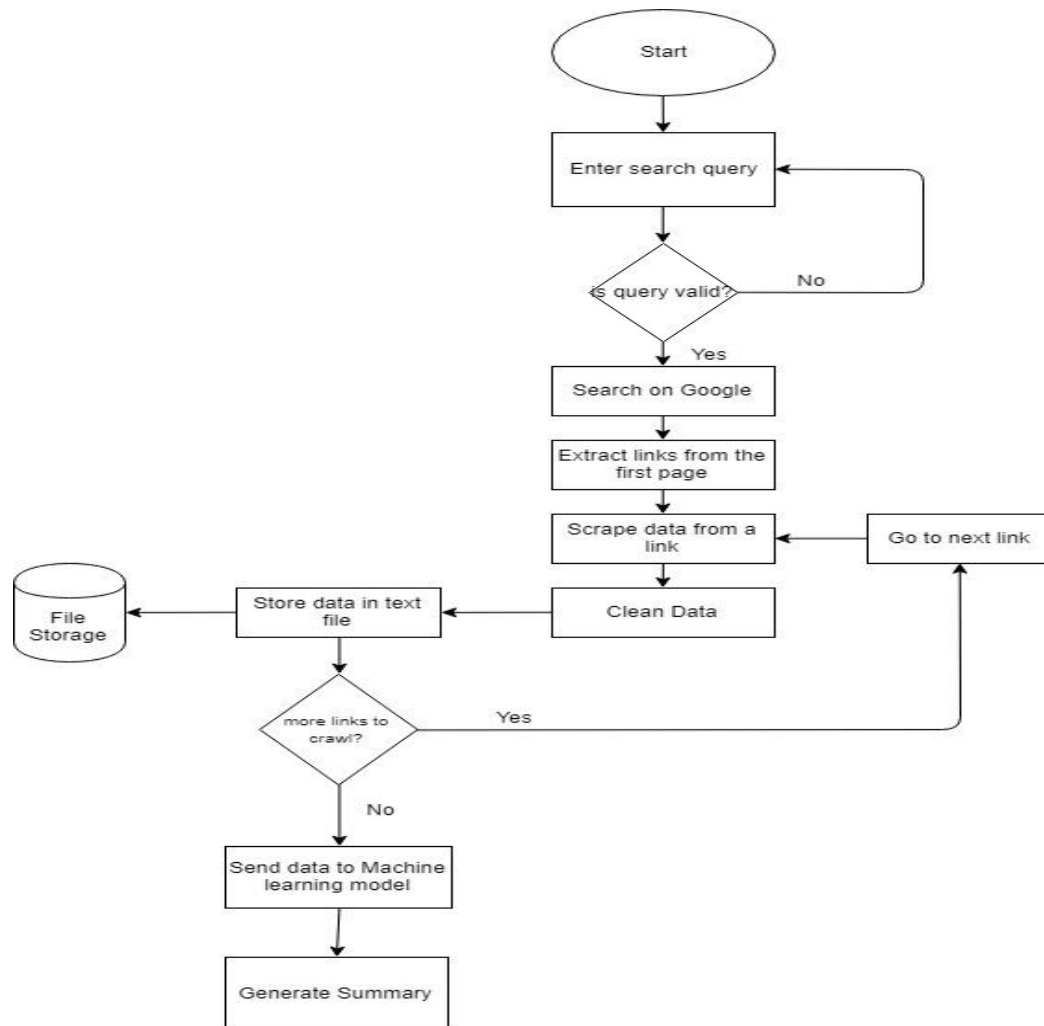 Start
Enter search query
is query valid?
No
Yes
Search on Google
Extract links from the
first page
Scrape data from a
link
Go to next link
Clean Data
Store data in text
file
File
Storage
more links to
crawl?
Yes
No
Send data to Machine
learning model
Generate Summary